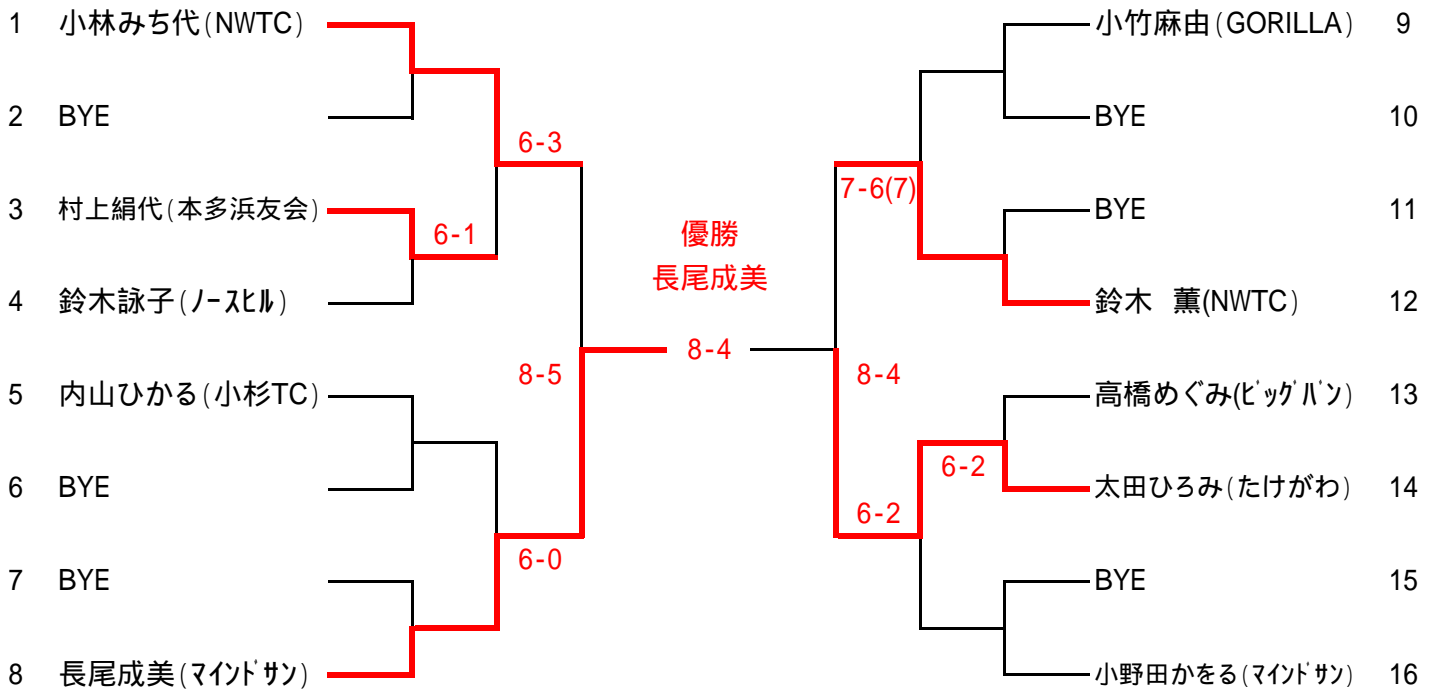 1 小林みち代(NWTC)
2 BYE
6-3
3 村上絹代(本多浜友会)
6-1
4 鈴木詠子(ﾉｰｽﾋﾙ)
8-5
5 内山ひかる(小杉TC)
6 BYE
6-0
7 BYE
8 長尾成美(ﾏｲﾝﾄﾞｻﾝ)
優勝
長尾成美
8-4
小竹麻由(GORILLA) 9
BYE 10
7-6(7)
BYE 11
鈴木　薫(NWTC) 12
8-4
高橋めぐみ(ﾋﾞｯｸﾞﾊﾞﾝ) 13
6-2
太田ひろみ(たけがわ) 14
6-2
BYE 15
小野田かをる(ﾏｲﾝﾄﾞｻﾝ) 16